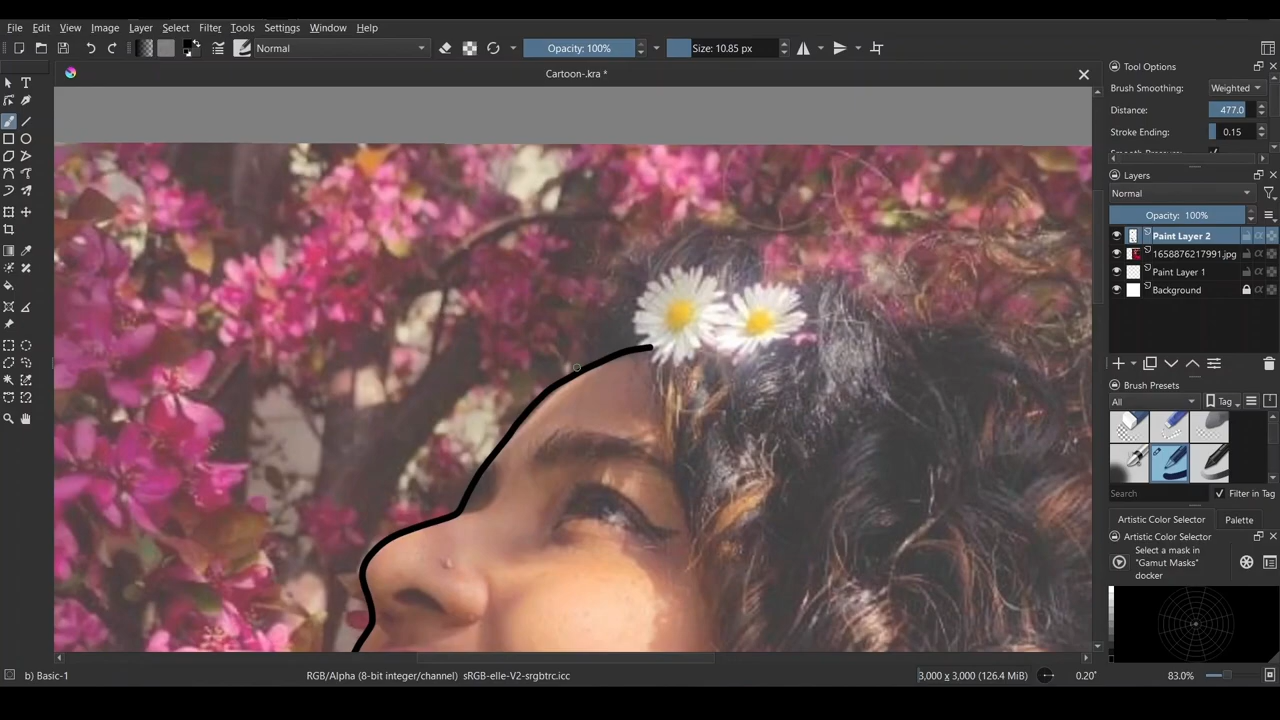 File Edit View Image Layer Select Filter Tools Settings Window Help
Normal Opacity: 100% Size: 10.85 px
Cartoon-.kra *
Tool Options
Brush Smoothing: Weighted
Distance: 477.0
Stroke Ending: 0.15
Layers
Normal
Opacity: 100%
Paint Layer 2
1658876217991.jpg
Paint Layer 1
Background
Brush Presets
All Tag
Search Filter in Tag
Artistic Color Selector Palette
Artistic Color Selector
Select a mask in
"Gamut Masks"
docker
b) Basic-1 RGB/Alpha (8-bit integer/channel) sRGB-elle-V2-srgbtrc.icc 3,000 x 3,000 (126.4 MiB) 0.20° 83.0%